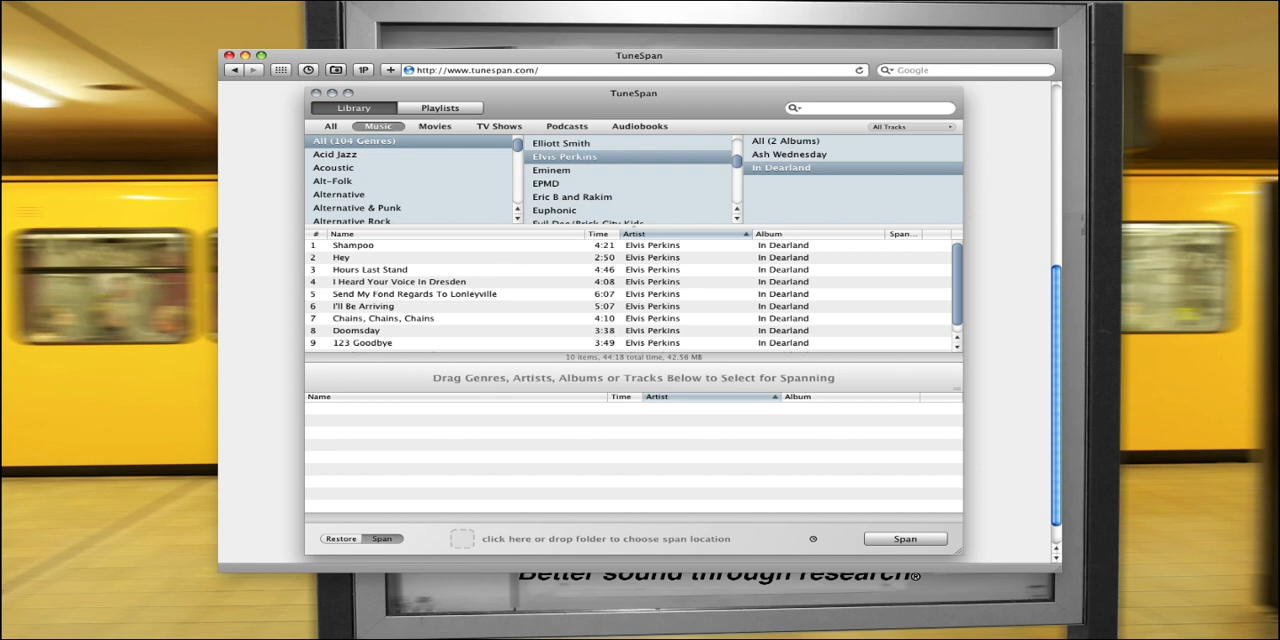 TuneSpan
1P
+
http://www.tunespan.com/
Google
TuneSpan
Library Playlists
All Music Movies TV Shows Podcasts Audiobooks All Tracks
All (104 Genres)
Acid Jazz
Acoustic
Alt-Folk
Alternative
Alternative & Punk
Alternative Rock
Elliott Smith
Elvis Perkins
Eminem
EPMD
Eric B and Rakim
Euphonic
Evil Dee/Brick City Kids
All (2 Albums)
Ash Wednesday
In Dearland
# Name Time Artist Album Span...
1 Shampoo 4:21 Elvis Perkins In Dearland
2 Hey 2:50 Elvis Perkins In Dearland
3 Hours Last Stand 4:46 Elvis Perkins In Dearland
4 I Heard Your Voice In Dresden 4:08 Elvis Perkins In Dearland
5 Send My Fond Regards To Lonleyville 6:07 Elvis Perkins In Dearland
6 I'll Be Arriving 5:07 Elvis Perkins In Dearland
7 Chains, Chains, Chains 4:10 Elvis Perkins In Dearland
8 Doomsday 3:38 Elvis Perkins In Dearland
9 123 Goodbye 3:49 Elvis Perkins In Dearland
10 items, 44:18 total time, 42.56 MB
Drag Genres, Artists, Albums or Tracks Below to Select for Spanning
Name Time Artist Album
Restore Span click here or drop folder to choose span location Span
Better sound through research®